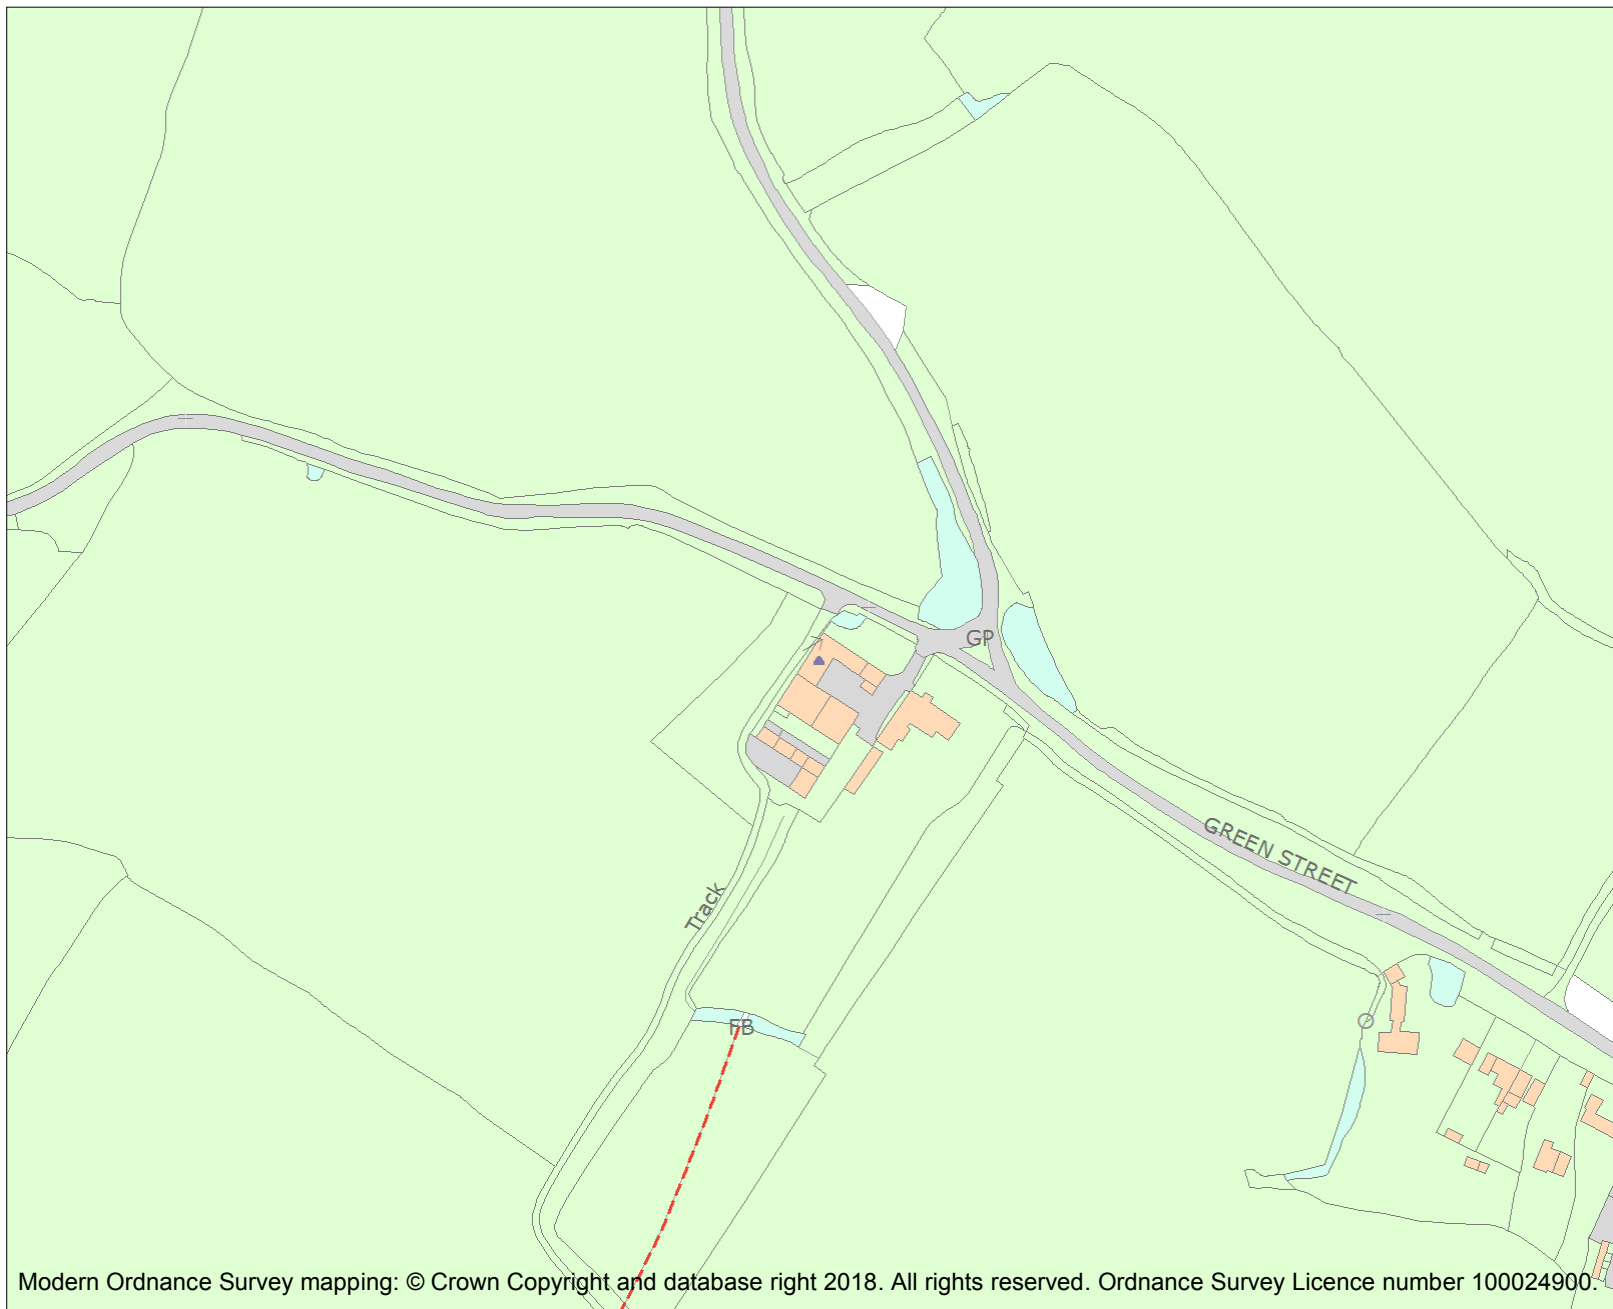 GP
GREEN STREET
Track
FB
Modern Ordnance Survey mapping: © Crown Copyright and database right 2018. All rights reserved. Ordnance Survey Licence number 100024900.